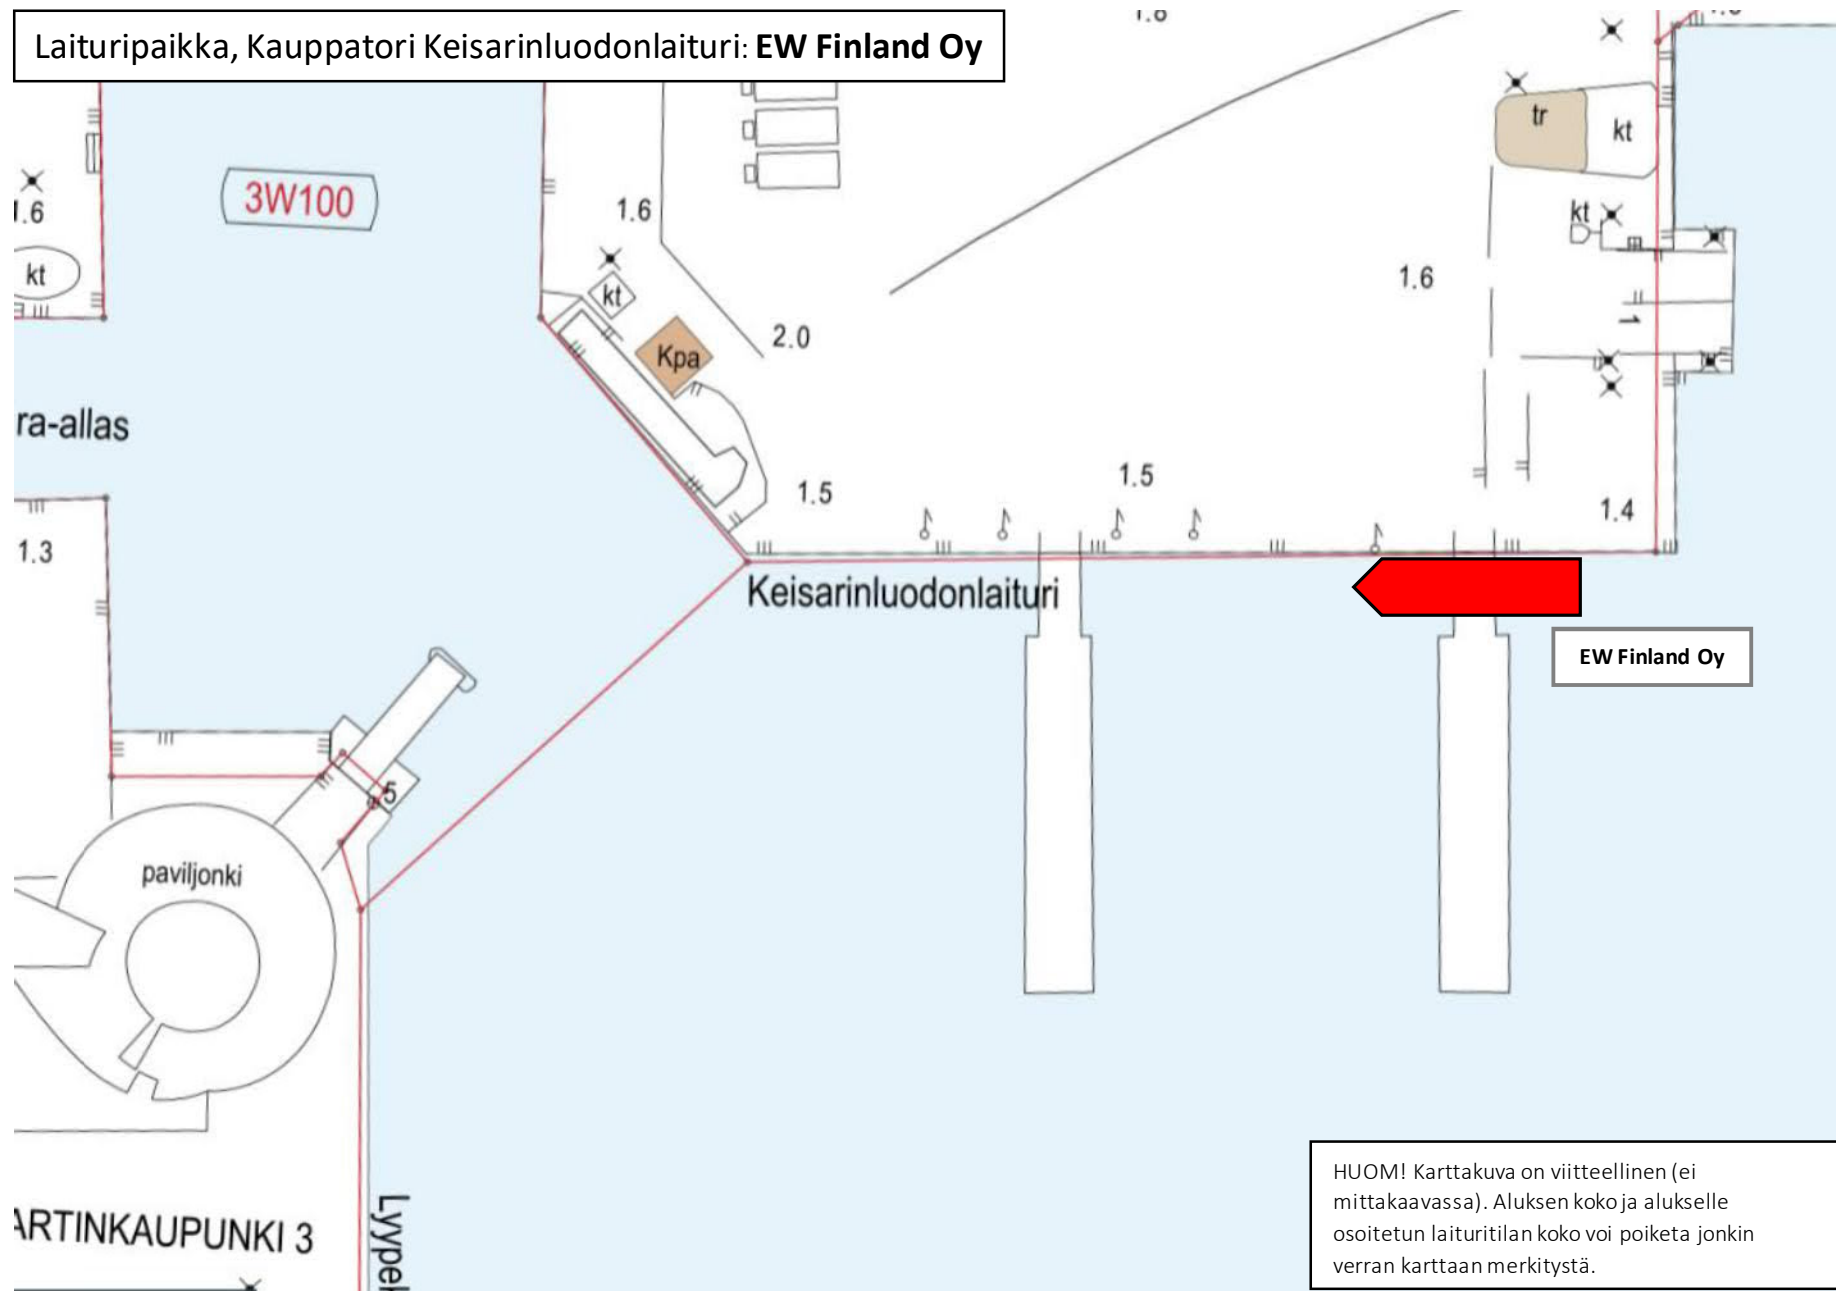 Laituripaikka, Kauppatori Keisarinluodonlaituri: EW Finland Oy
tr
kt
3W100
1.6
1.6
kt
kt
kt
1.6
2.0
Kpa
ra-allas
1.5
1.5
1.4
1.3
Keisarinluodonlaituri
EW Finland Oy
5
paviljonki
HUOM! Karttakuva on viitteellinen (ei
mittakaavassa). Aluksen koko ja alukselle
osoitetun laituritilan koko voi poiketa jonkin
verran karttaan merkitystä.
ARTINKAUPUNKI 3
Lyypek